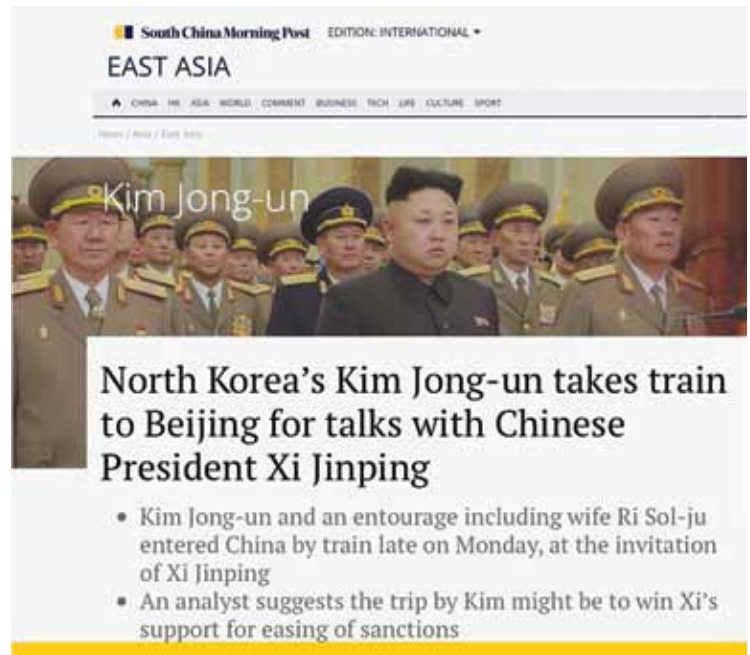 South China Morning Post EDITION: INTERNATIONAL
EAST ASIA
CHINA HK ASIA WORLD COMMENT BUSINESS TECH LIFE CULTURE SPORT
News / Asia / East Asia
Kim Jong-un
North Korea's Kim Jong-un takes train
to Beijing for talks with Chinese
President Xi Jinping
• Kim Jong-un and an entourage including wife Ri Sol-ju
entered China by train late on Monday, at the invitation
of Xi Jinping
• An analyst suggests the trip by Kim might be to win Xi's
support for easing of sanctions